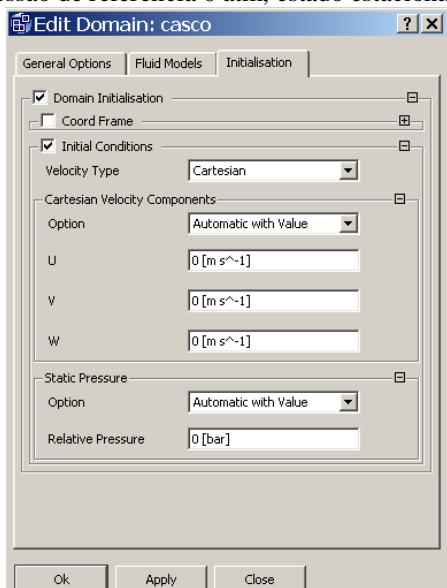 Edit Domain: casco
General Options Fluid Models Initialisation
Domain Initialisation
Coord Frame
Initial Conditions
Velocity Type Cartesian
Cartesian Velocity Components
Option Automatic with Value
U 0 [m s^-1]
V 0 [m s^-1]
W 0 [m s^-1]
Static Pressure
Option Automatic with Value
Relative Pressure 0 [bar]
Ok Apply Close